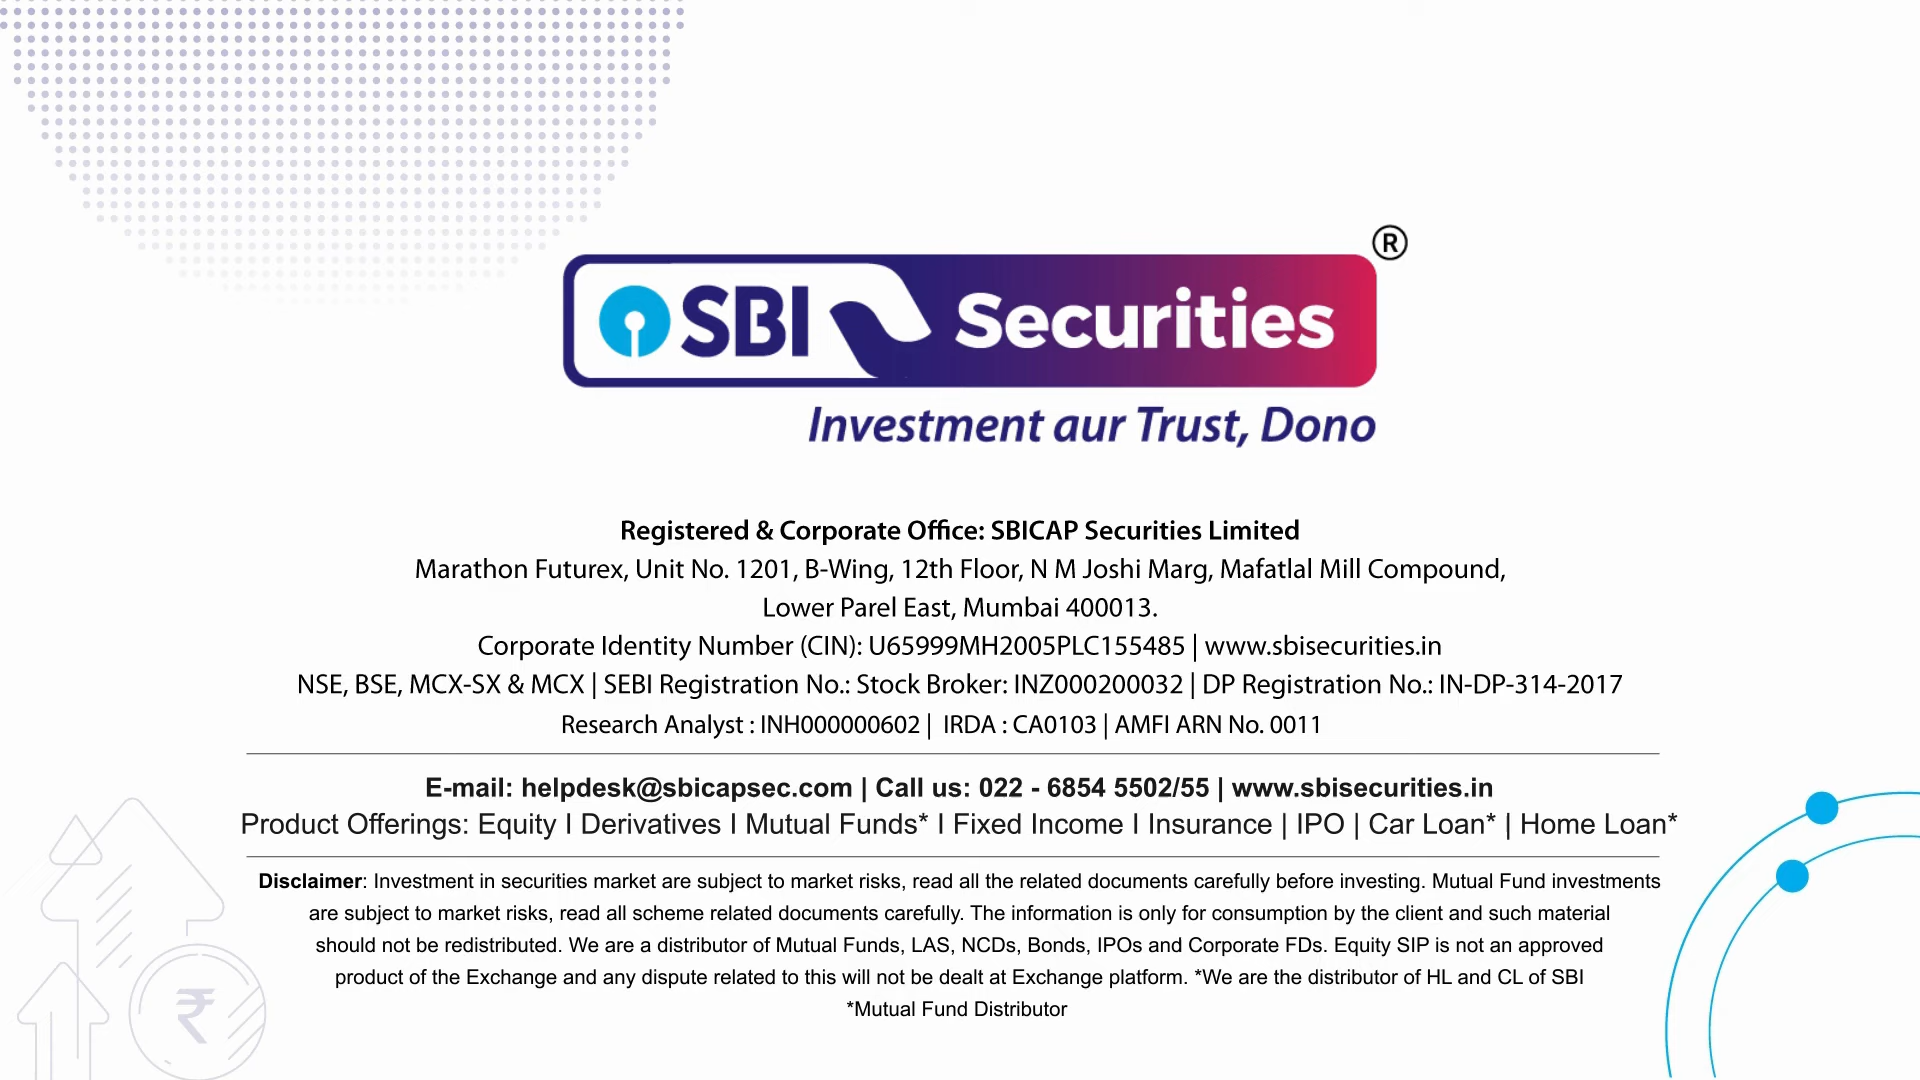 ®
SBI Securities
Investment aur Trust, Dono
Registered & Corporate Office: SBICAP Securities Limited
Marathon Futurex, Unit No. 1201, B-Wing, 12th Floor, N M Joshi Marg, Mafatlal Mill Compound,
Lower Parel East, Mumbai 400013.
Corporate Identity Number (CIN): U65999MH2005PLC155485 | www.sbisecurities.in
NSE, BSE, MCX-SX & MCX | SEBI Registration No.: Stock Broker: INZ000200032 | DP Registration No.: IN-DP-314-2017
Research Analyst : INH000000602 | IRDA : CA0103 | AMFI ARN No. 0011
E-mail: helpdesk@sbicapsec.com | Call us: 022 - 6854 5502/55 | www.sbisecurities.in
Product Offerings: Equity I Derivatives I Mutual Funds* I Fixed Income I Insurance | IPO | Car Loan* | Home Loan*
Disclaimer: Investment in securities market are subject to market risks, read all the related documents carefully before investing. Mutual Fund investments
are subject to market risks, read all scheme related documents carefully. The information is only for consumption by the client and such material
should not be redistributed. We are a distributor of Mutual Funds, LAS, NCDs, Bonds, IPOs and Corporate FDs. Equity SIP is not an approved
product of the Exchange and any dispute related to this will not be dealt at Exchange platform. *We are the distributor of HL and CL of SBI
*Mutual Fund Distributor
₹